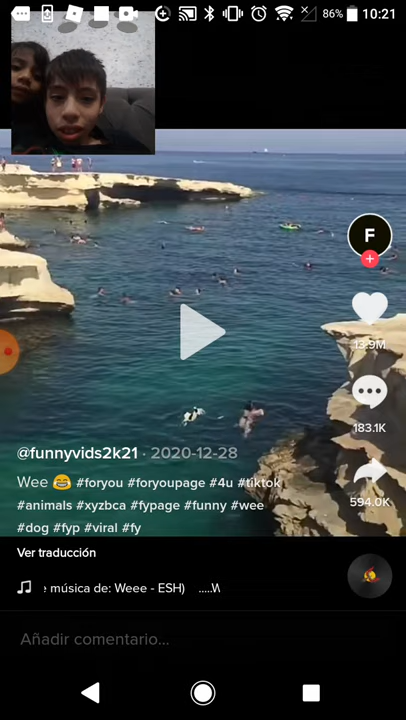 86% 10:21
F
13.9M
183.1K
@funnyvids2k21 · 2020-12-28
Wee 😂 #foryou #foryoupage #4u #tiktok
594.0K
#animals #xyzbca #fypage #funny #wee
#dog #fyp #viral #fy
Ver traducción
e música de: Weee - ESH) .....W
Añadir comentario...